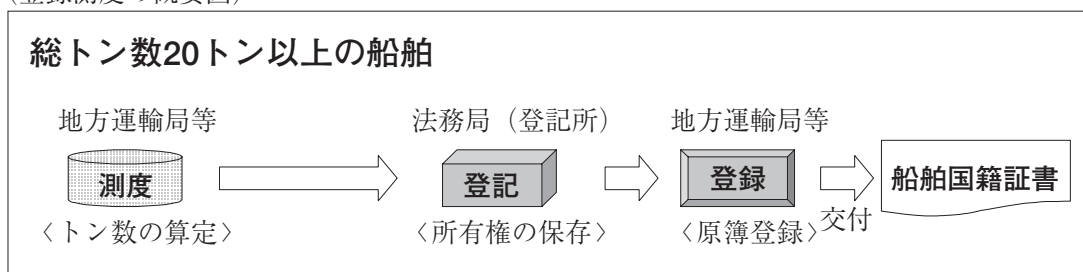 総トン数20トン以上の船舶
地方運輸局等
法務局（登記所）
地方運輸局等
測度
登記
登録
船舶国籍証書
〈トン数の算定〉
〈所有権の保存〉
〈原簿登録〉
交付